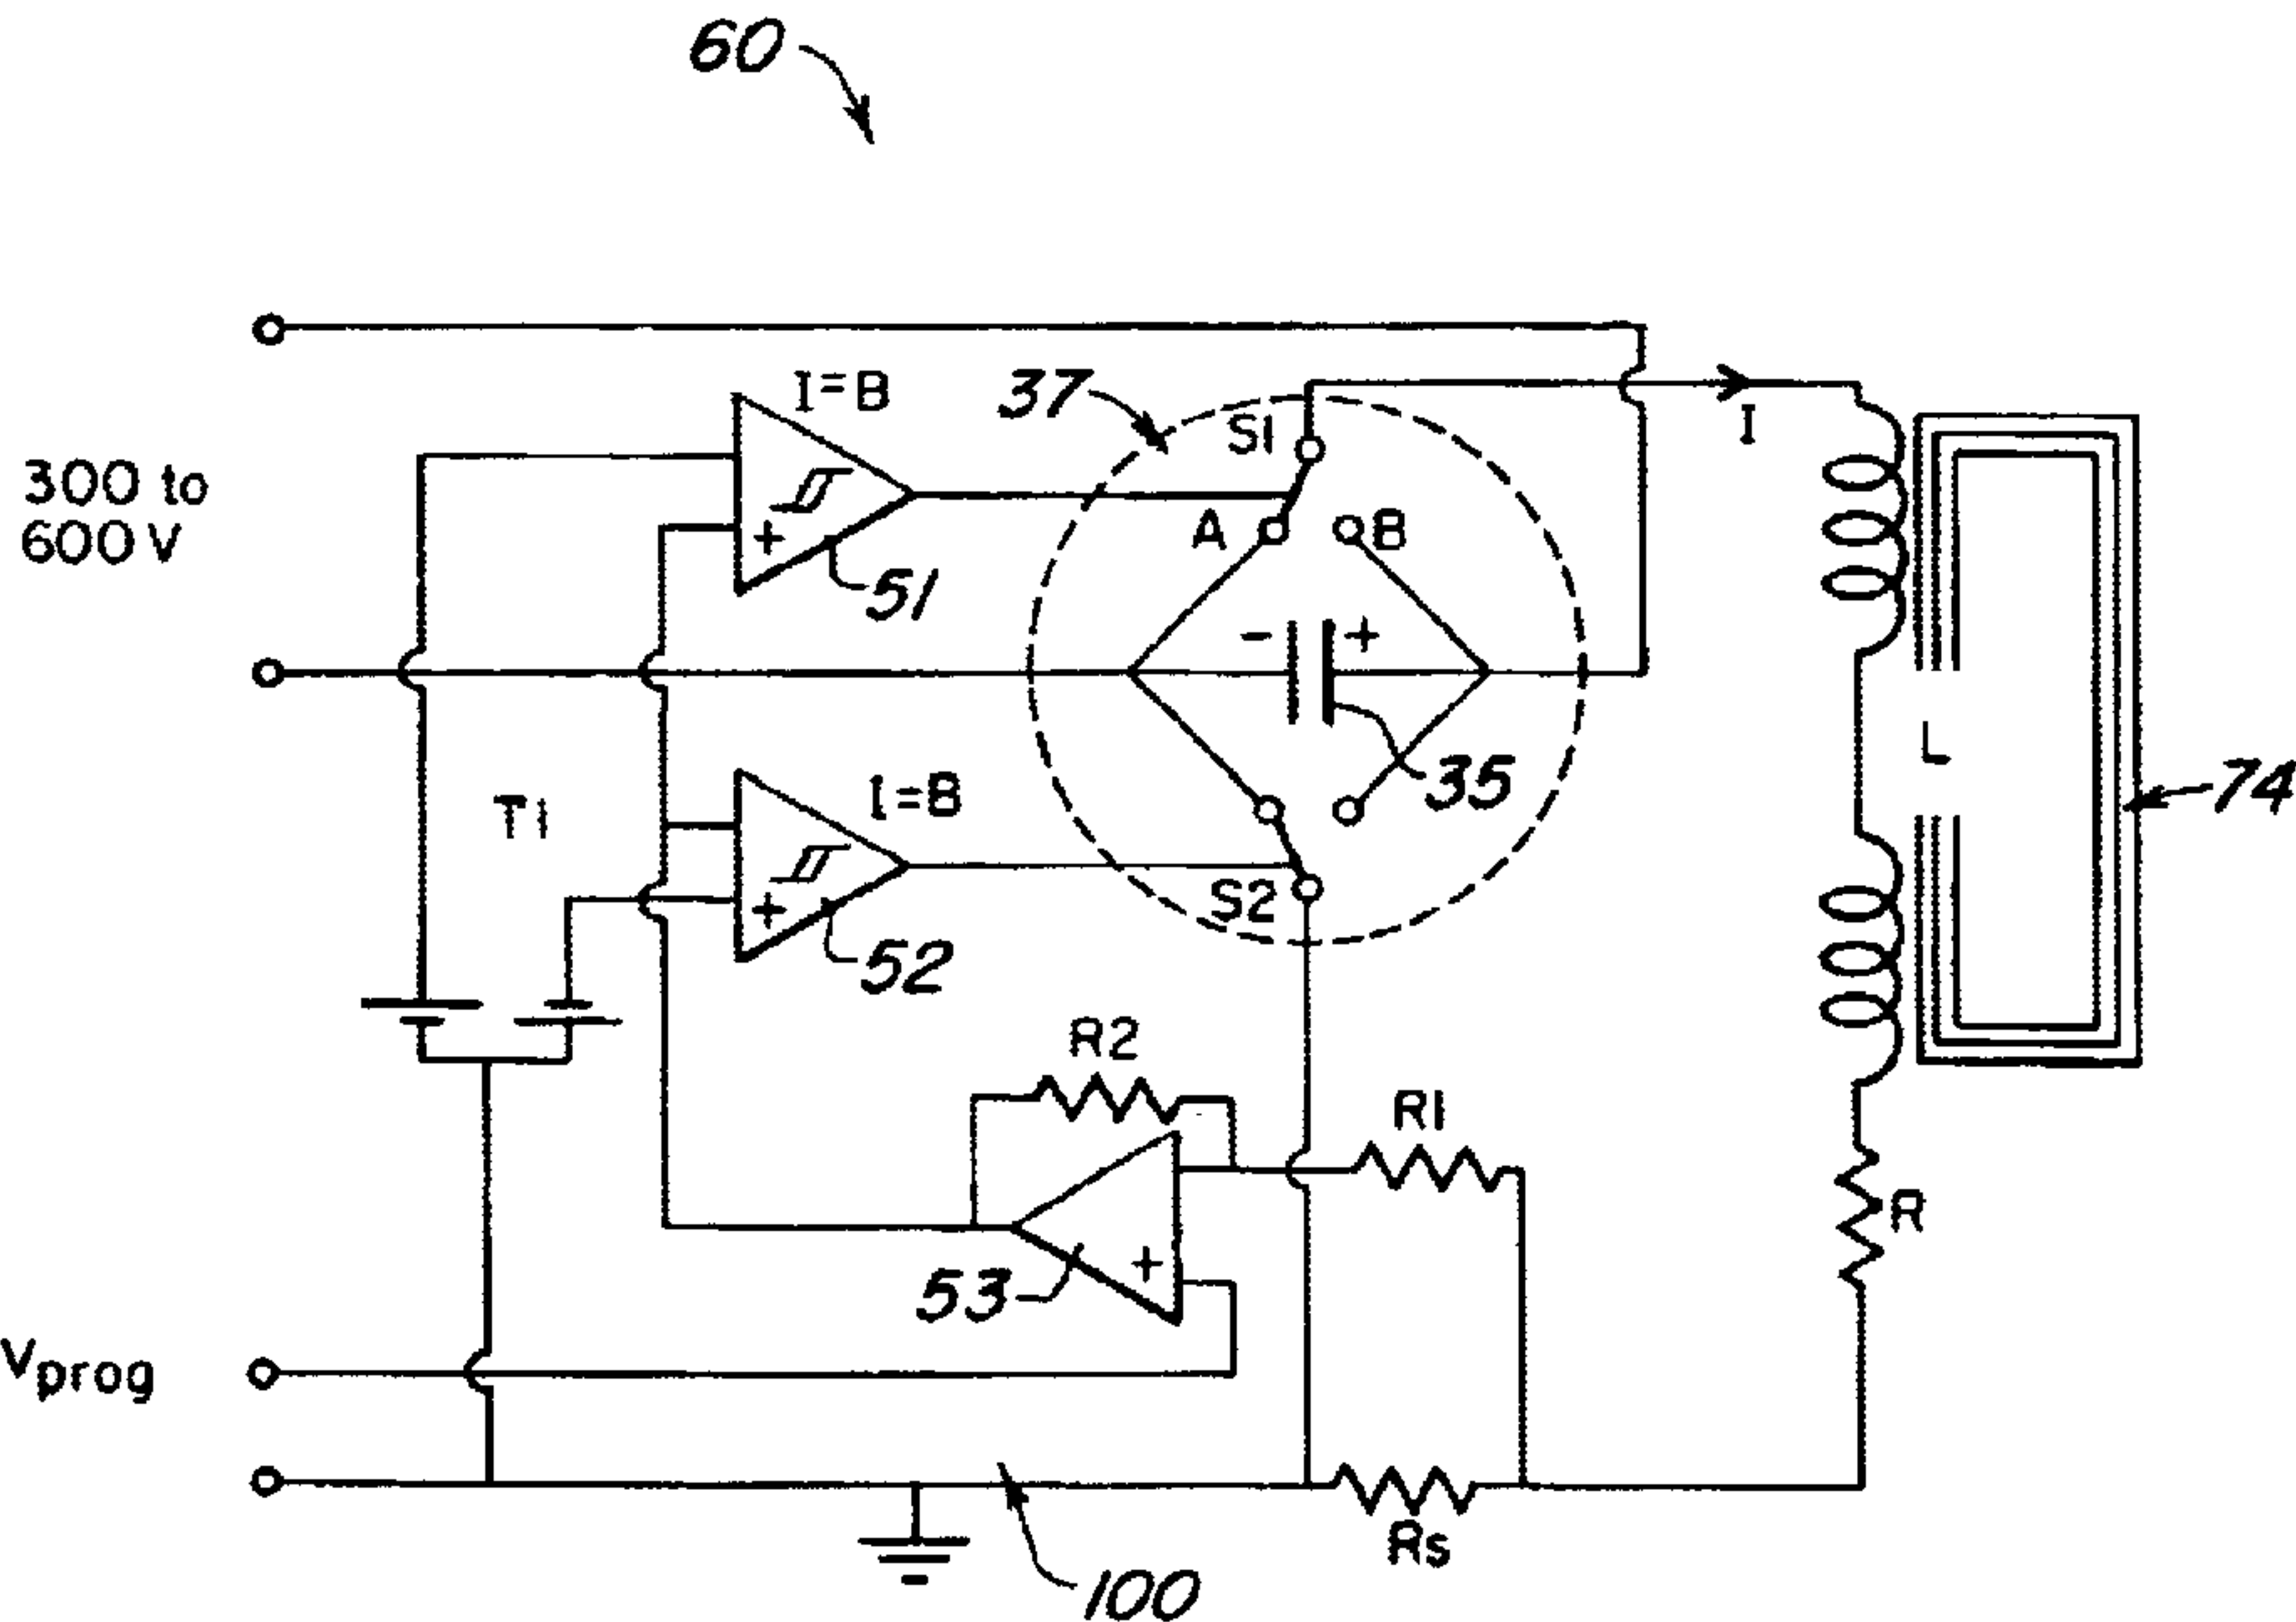 60
I=B
37
S1
I
300 to
600 V
A
B
+
51
-
+
35
L
74
T1
I=B
+
S2
52
R2
R1
R
+
53
Vprog
Rs
100